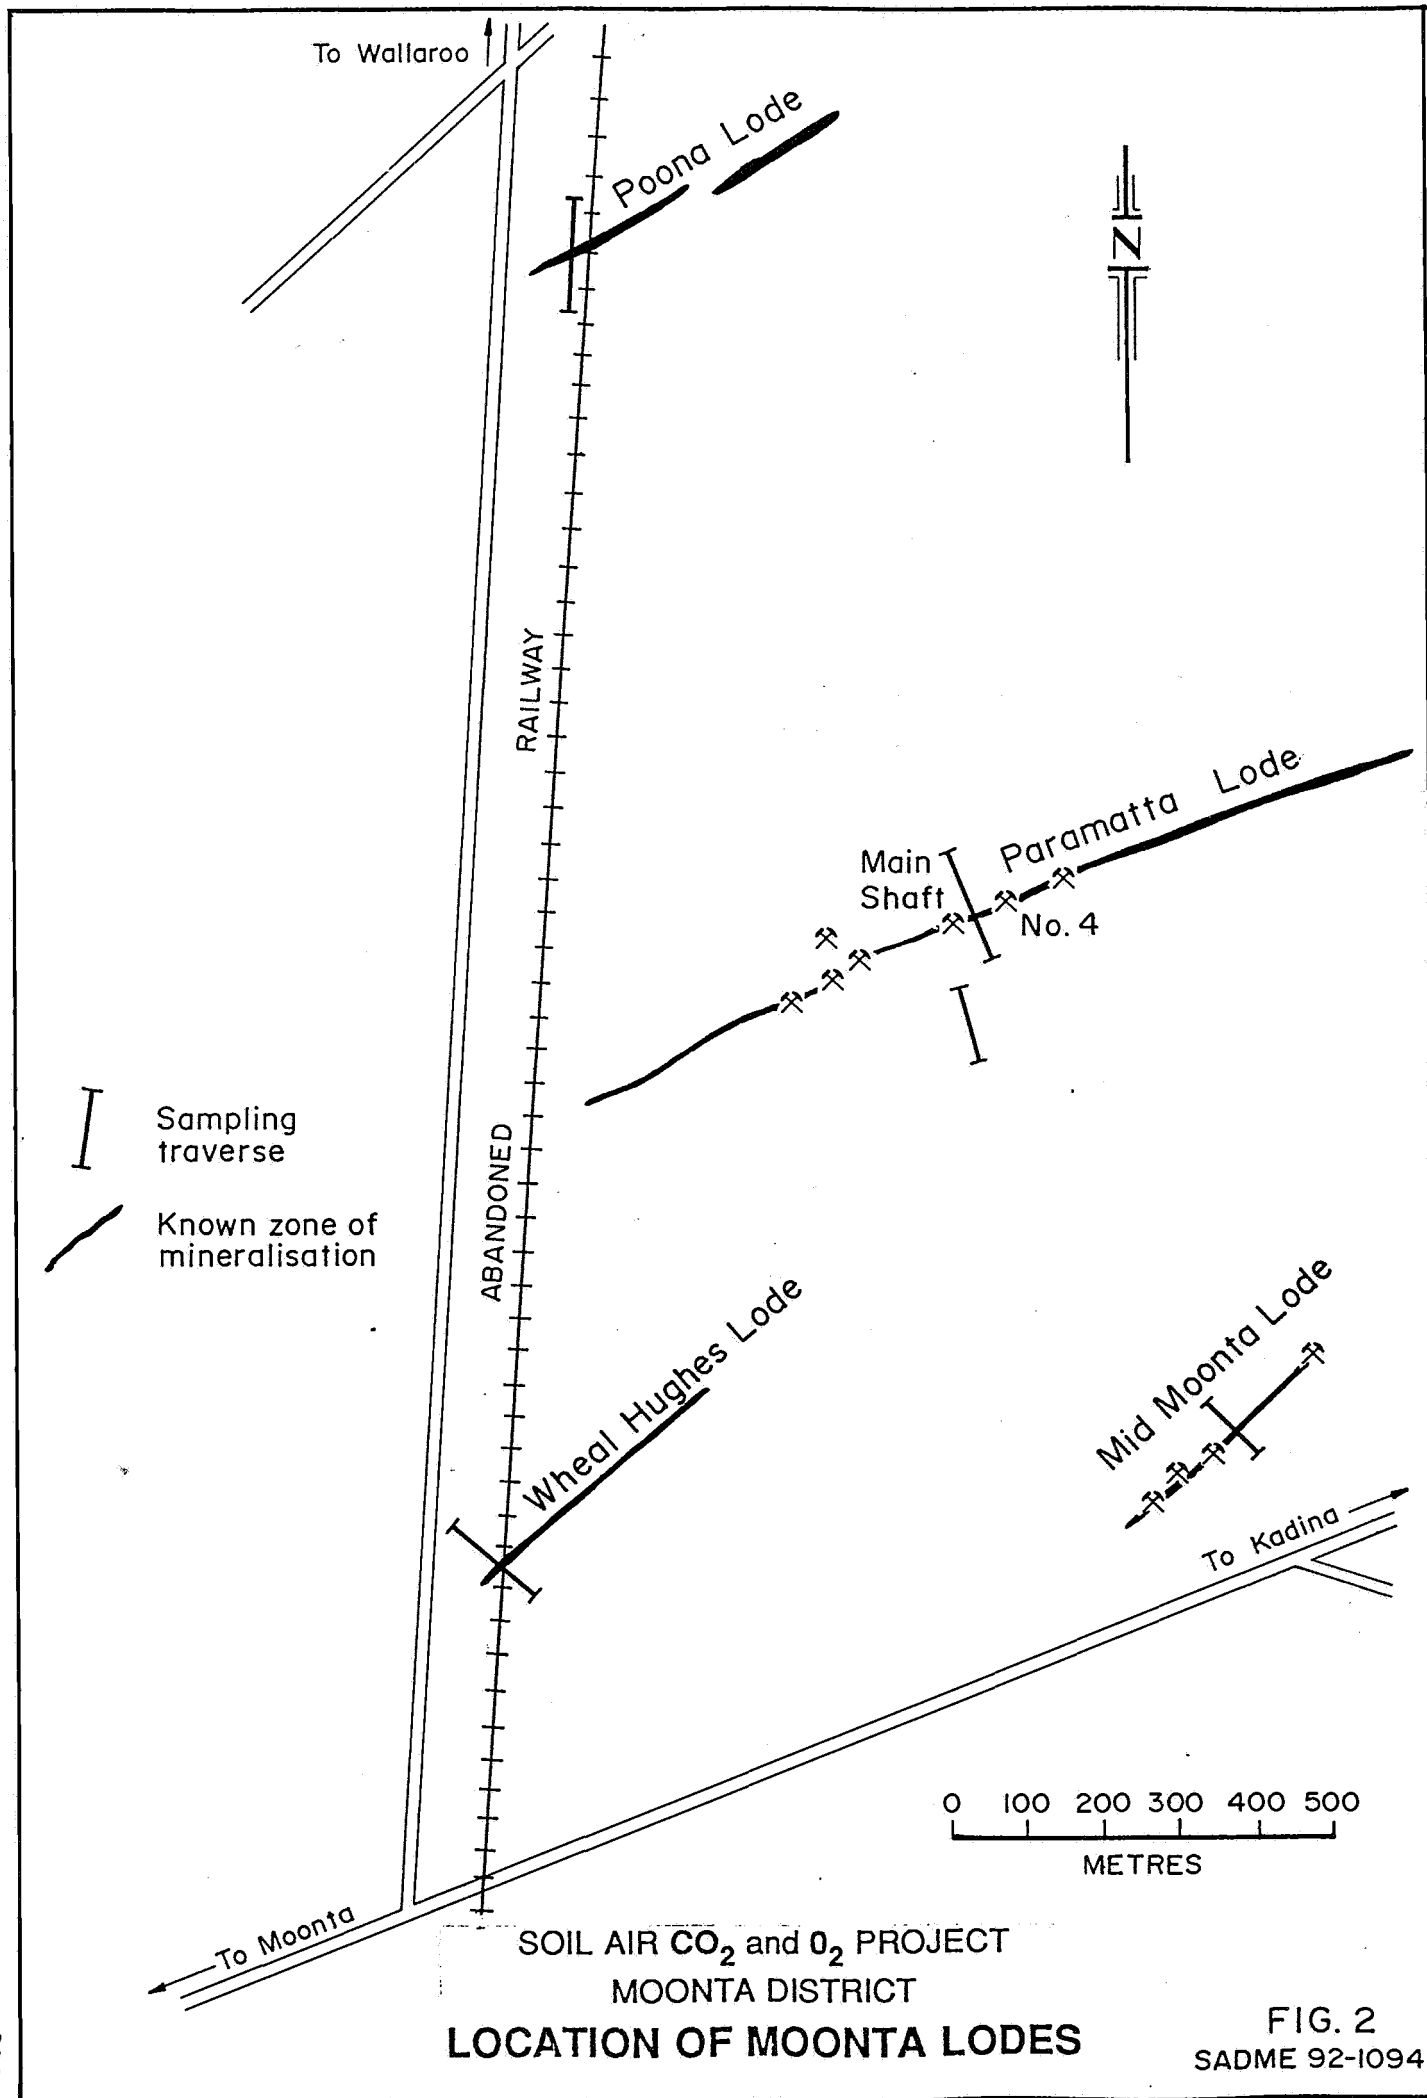 To Wallaroo
Poona Lode
N
RAILWAY
Paramatta Lode
Main
Shaft
No. 4
Sampling
traverse
ABANDONED
Known zone of
mineralisation
Wheal Hughes Lode
Mid Moonta Lode
To Kadina
0 100 200 300 400 500
METRES
To Moonta
SOIL AIR CO₂ and O₂ PROJECT
MOONTA DISTRICT
LOCATION OF MOONTA LODES
FIG. 2
SADME 92-1094